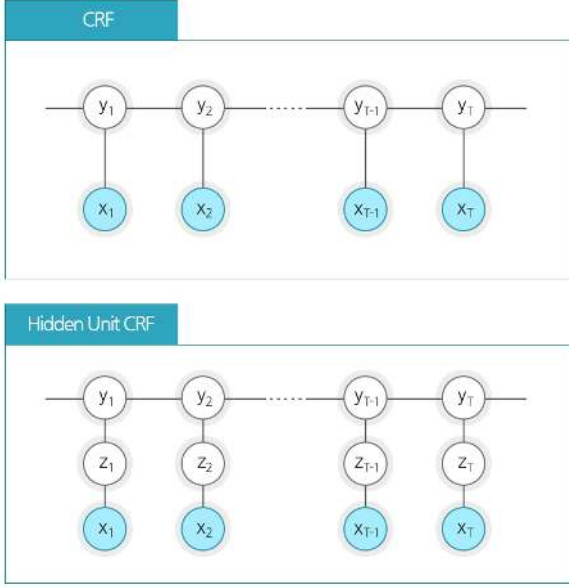 CRF
y₁ y₂ yT-1 yT
x₁ x₂ xT-1 xT
Hidden Unit CRF
y₁ y₂ yT-1 yT
z₁ z₂ zT-1 zT
x₁ x₂ xT-1 xT